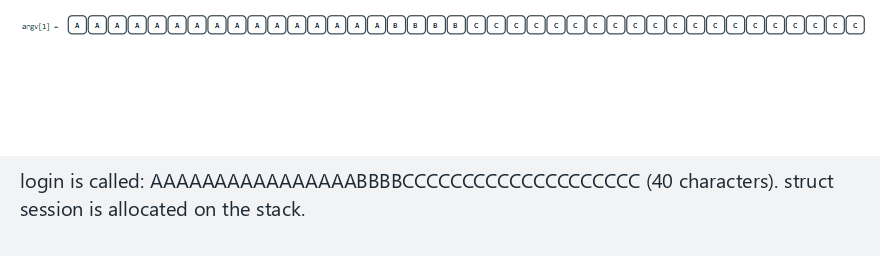 argv[1] = A A A A A A A A A A A A A A A A B B B B C C C C C C C C C C C C C C C C C C C C
login is called: AAAAAAAAAAAAAAAABBBBCCCCCCCCCCCCCCCCCCCC (40 characters). struct
session is allocated on the stack.